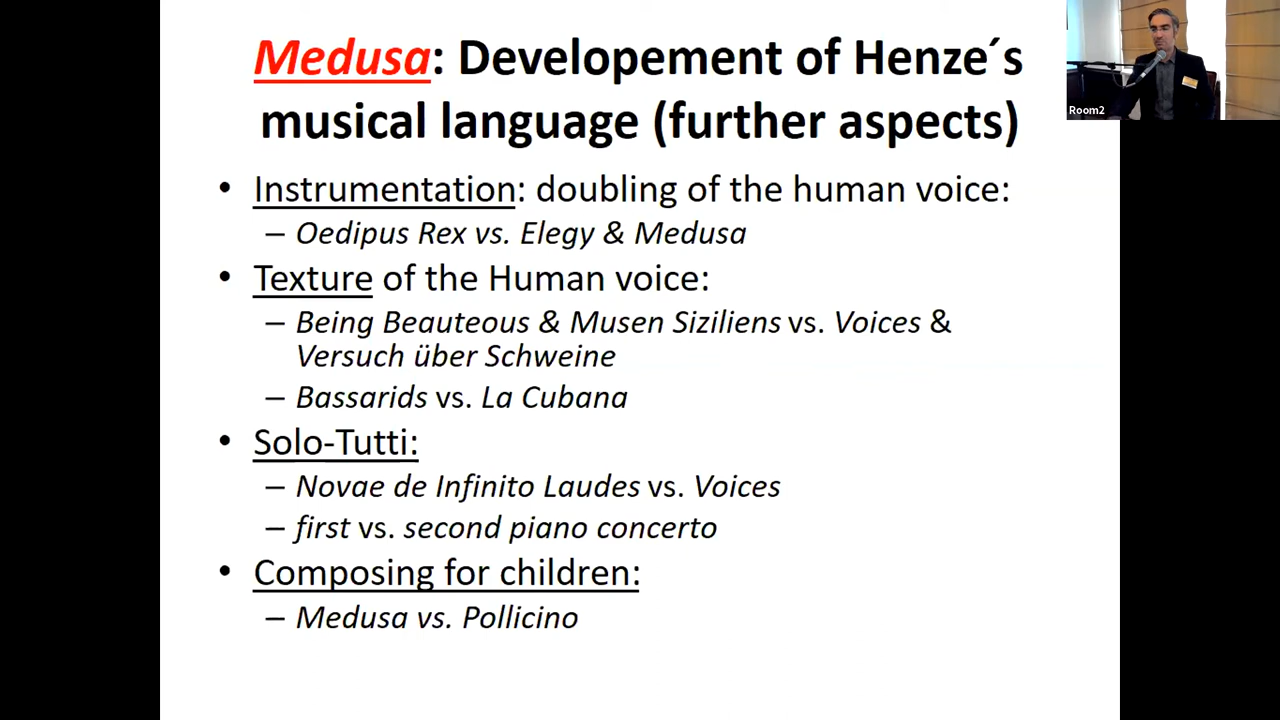 Medusa: Developement of Henze´s
musical language (further aspects)
• Instrumentation: doubling of the human voice:
– Oedipus Rex vs. Elegy & Medusa
• Texture of the Human voice:
– Being Beauteous & Musen Siziliens vs. Voices &
Versuch über Schweine
– Bassarids vs. La Cubana
• Solo-Tutti:
– Novae de Infinito Laudes vs. Voices
– first vs. second piano concerto
• Composing for children:
– Medusa vs. Pollicino
Room2